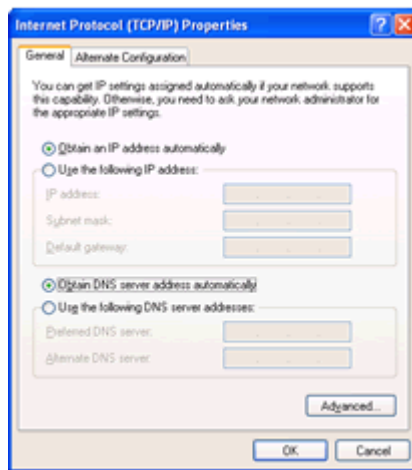 Internet Protocol (TCP/IP) Properties
General
Alternate Configuration
You can get IP settings assigned automatically if your network supports
this capability. Otherwise, you need to ask your network administrator for
the appropriate IP settings.
Obtain an IP address automatically
Use the following IP address:
IP address:
Subnet mask:
Default gateway:
Obtain DNS server address automatically
Use the following DNS server addresses:
Preferred DNS server:
Alternate DNS server:
Advanced...
OK
Cancel